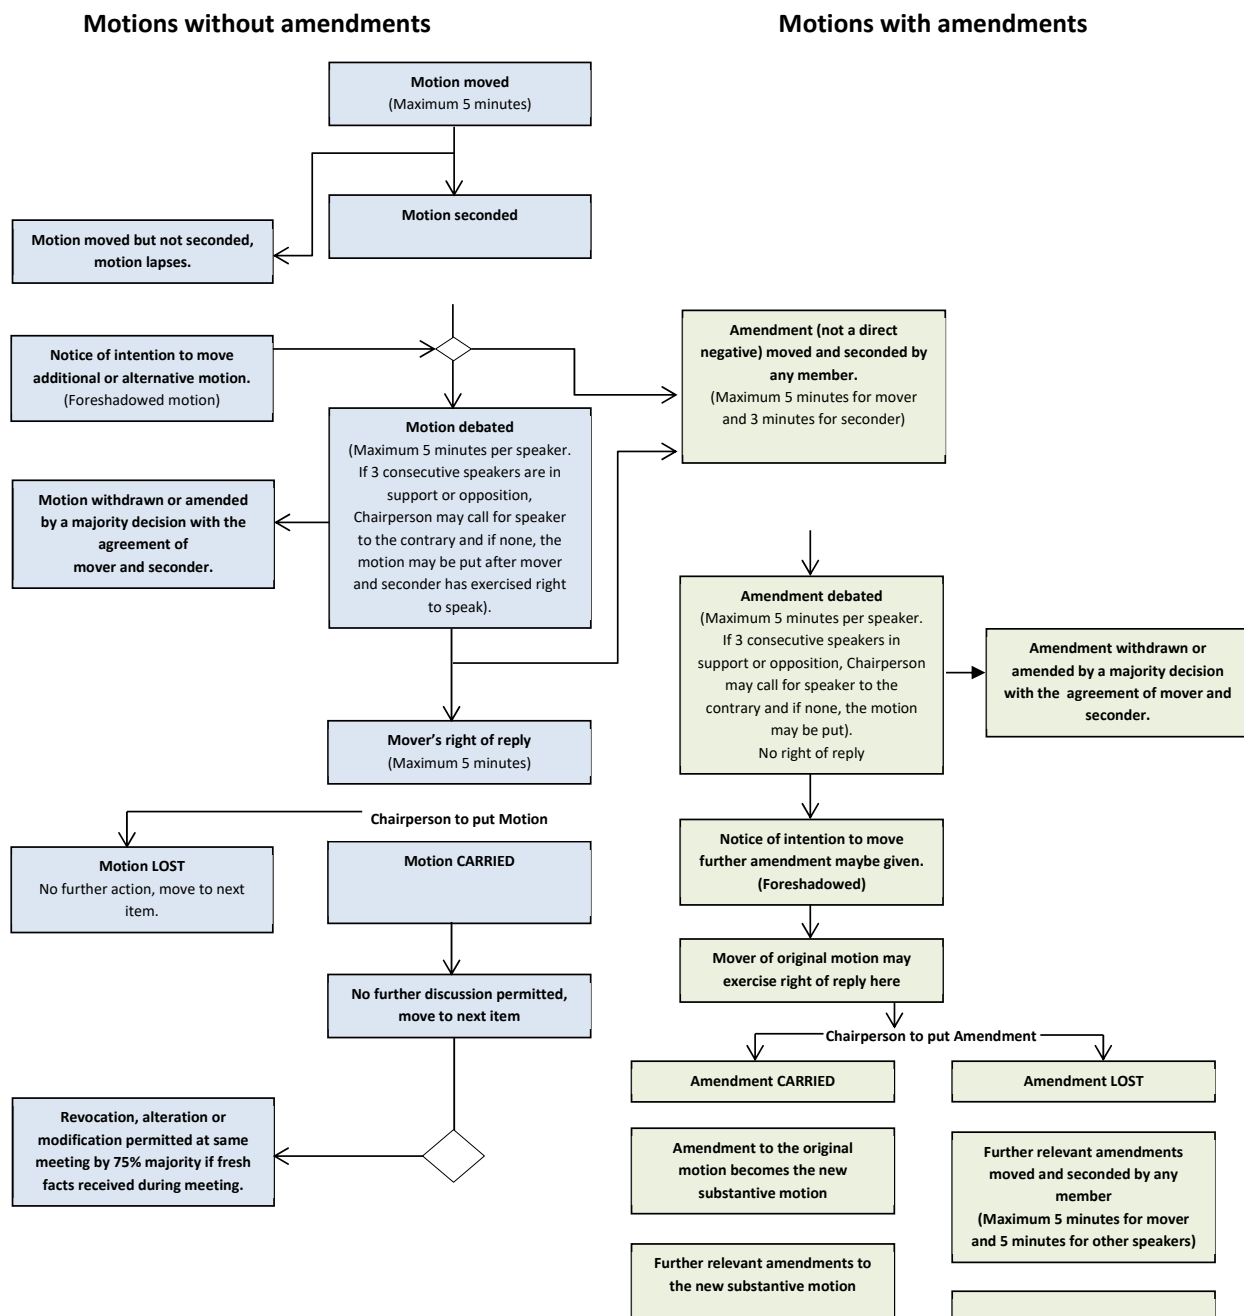 Motions without amendments
Motions with amendments
Motion moved
(Maximum 5 minutes)
Motion seconded
Motion moved but not seconded,
motion lapses.
Notice of intention to move
additional or alternative motion.
(Foreshadowed motion)
Amendment (not a direct
negative) moved and seconded by
any member.
(Maximum 5 minutes for mover
and 3 minutes for seconder)
Motion debated
(Maximum 5 minutes per speaker.
If 3 consecutive speakers are in
support or opposition,
Chairperson may call for speaker
to the contrary and if none, the
motion may be put after mover
and seconder has exercised right
to speak).
Motion withdrawn or amended
by a majority decision with the
agreement of
mover and seconder.
Amendment debated
(Maximum 5 minutes per speaker.
If 3 consecutive speakers in
support or opposition, Chairperson
may call for speaker to the
contrary and if none, the motion
may be put).
No right of reply
Amendment withdrawn or
amended by a majority decision
with the agreement of mover and
seconder.
Mover’s right of reply
(Maximum 5 minutes)
Chairperson to put Motion
Motion LOST
No further action, move to next
item.
Motion CARRIED
Notice of intention to move
further amendment maybe given.
(Foreshadowed)
Mover of original motion may
exercise right of reply here
No further discussion permitted,
move to next item
Chairperson to put Amendment
Amendment CARRIED
Amendment LOST
Revocation, alteration or
modification permitted at same
meeting by 75% majority if fresh
facts received during meeting.
Amendment to the original
motion becomes the new
substantive motion
Further relevant amendments
moved and seconded by any
member
(Maximum 5 minutes for mover
and 5 minutes for other speakers)
Further relevant amendments to
the new substantive motion